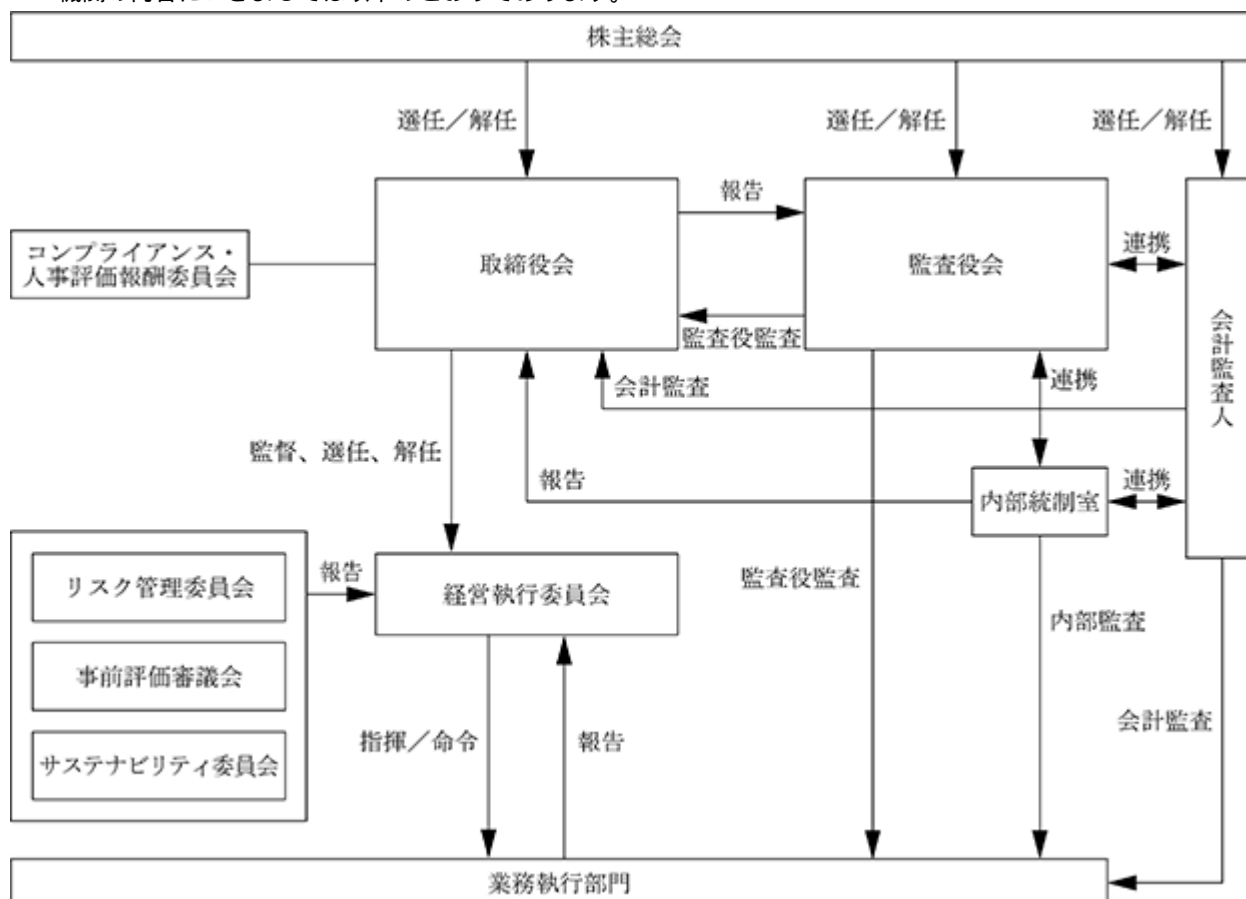 株主総会
選任／解任
選任／解任
選任／解任
報告
コンプライアンス・
人事評価報酬委員会
取締役会
監査役会
連携
会計監査人
監査役監査
連携
会計監査
監督、選任、解任
報告
内部統制室
連携
リスク管理委員会
報告
経営執行委員会
監査役監査
内部監査
事前評価審議会
サステナビリティ委員会
指揮／命令
報告
会計監査
業務執行部門